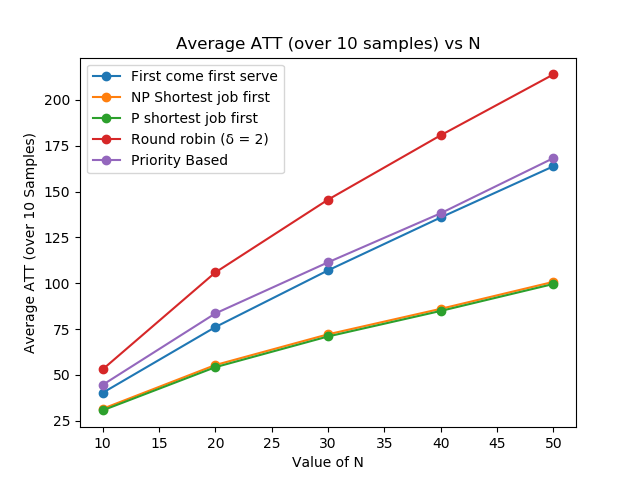 Average ATT (over 10 samples) vs N
First come first serve
NP Shortest job first
P shortest job first
Round robin (δ = 2)
Priority Based
Average ATT (over 10 Samples)
200
175
150
125
100
75
50
25
10 15 20 25 30 35 40 45 50
Value of N